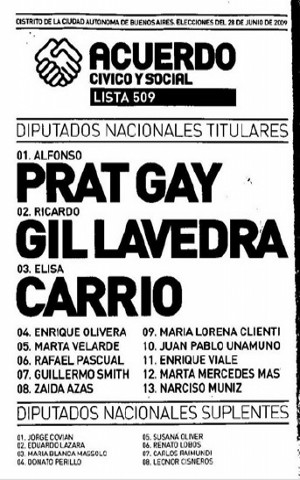 DISTRITO DE LA CIUDAD AUTONOMA DE BUENOS AIRES. ELECCIONES DEL 28 DE JUNIO DE 2009
ACUERDO
CIVICO Y SOCIAL
LISTA 509
DIPUTADOS NACIONALES TITULARES
01. ALFONSO
PRAT GAY
02. RICARDO
GIL LAVEDRA
03. ELISA
CARRIO
04. ENRIQUE OLIVERA
05. MARTA VELARDE
06. RAFAEL PASCUAL
07. GUILLERMO SMITH
08. ZAIDA AZAS
09. MARIA LORENA CLIENTI
10. JUAN PABLO UNAMUNO
11. ENRIQUE VIALE
12. MARTA MERCEDES MAS
13. NARCISO MUNIZ
DIPUTADOS NACIONALES SUPLENTES
01. JORGE COVIAN
02. EDUARDO LAZARA
03. MARIA BLANCA MASSOLO
04. DONATO PERILLO
05. SUSANA OLIVER
06. RENATO LOBOS
07. CARLOS RAIMUNDI
08. LEONOR CISNEROS